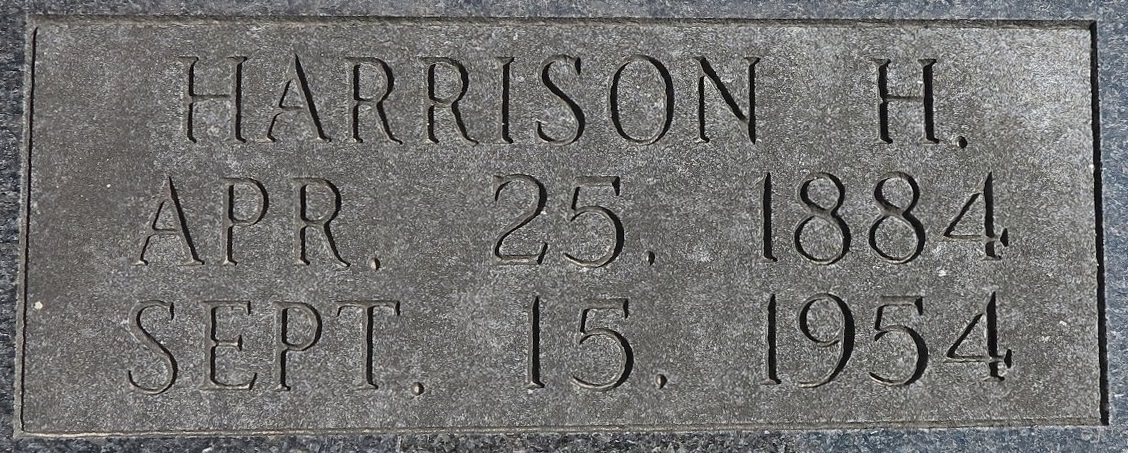 HARRISON H.
APR. 25. 1884
SEPT. 15. 1954